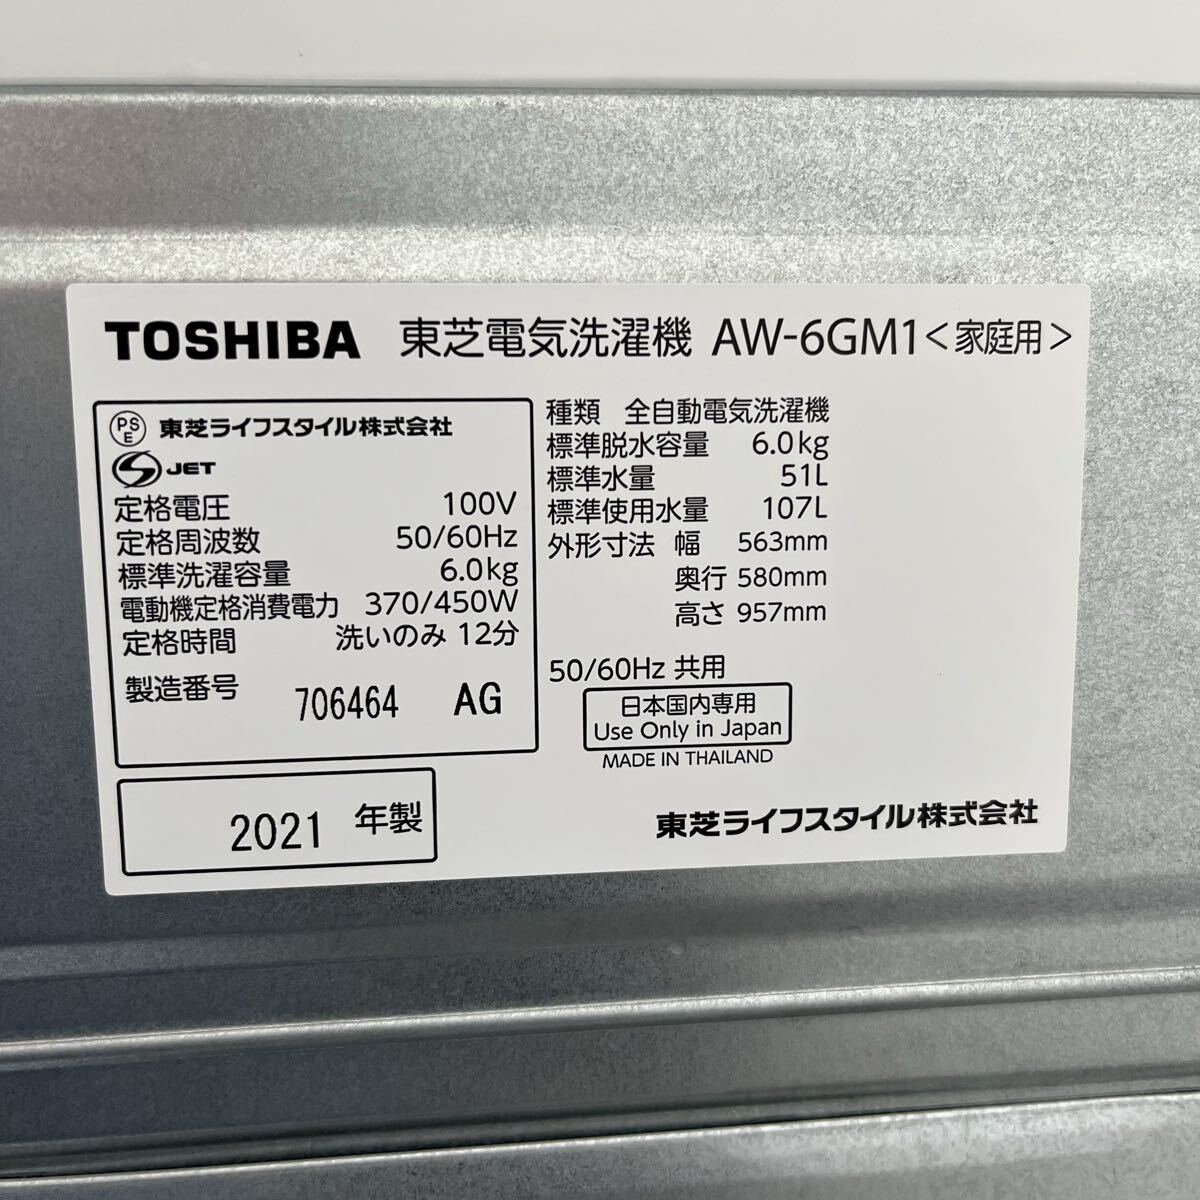 TOSHIBA 東芝電気洗濯機 AW-6GM1<家庭用>
PSE 東芝ライフスタイル株式会社
S JET
定格電圧 100V
定格周波数 50/60Hz
標準洗濯容量 6.0kg
電動機定格消費電力 370/450W
定格時間 洗いのみ 12分
製造番号 706464 AG
2021 年製
種類 全自動電気洗濯機
標準脱水容量 6.0kg
標準水量 51L
標準使用水量 107L
外形寸法 幅 563mm
奥行 580mm
高さ 957mm
50/60Hz 共用
日本国内専用
Use Only in Japan
MADE IN THAILAND
東芝ライフスタイル株式会社